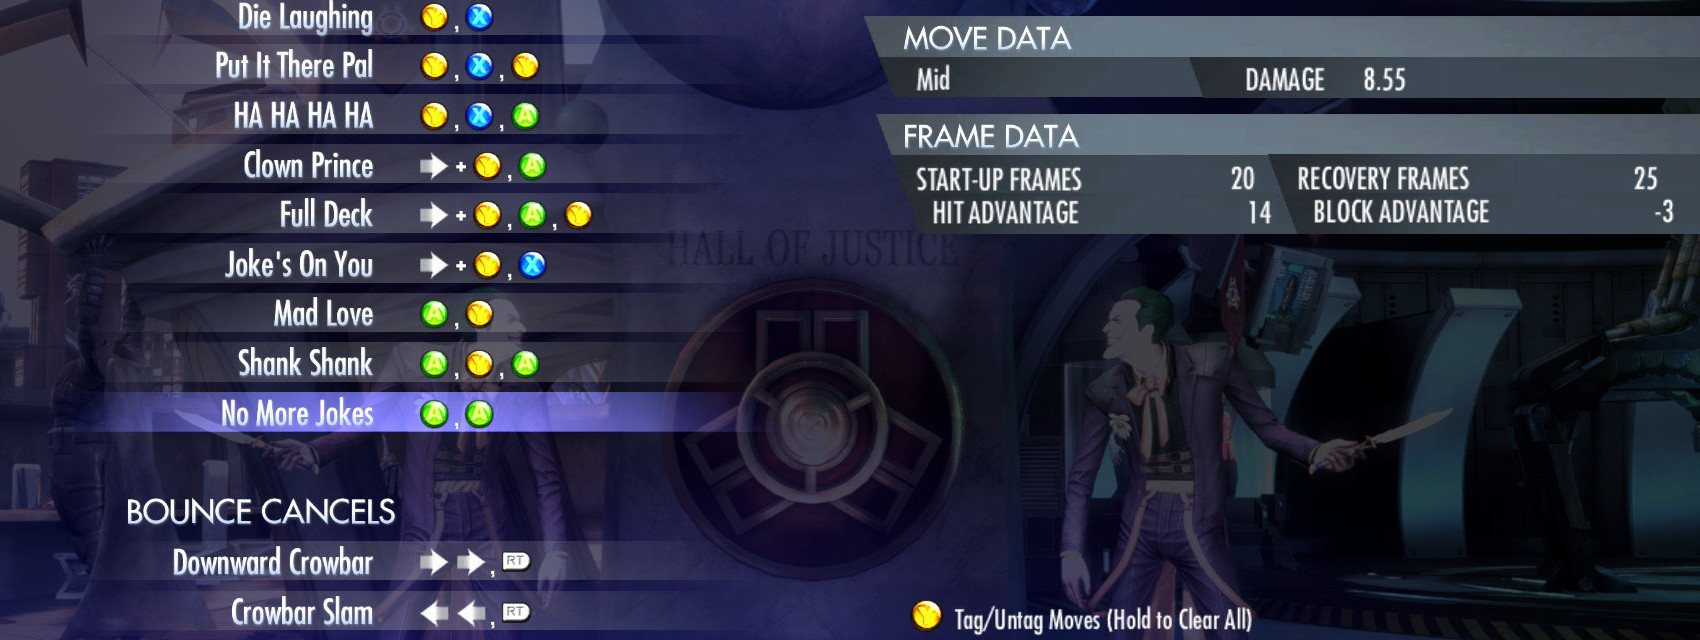 Die Laughing Y, X
Put It There Pal Y, X, Y
HA HA HA HA Y, X, A
Clown Prince + Y, A
Full Deck + Y, A, Y
Joke's On You + Y, X
Mad Love A, Y
Shank Shank A, Y, A
No More Jokes A, A
BOUNCE CANCELS
Downward Crowbar , RT
Crowbar Slam , RT
MOVE DATA
Mid DAMAGE 8.55
FRAME DATA
START-UP FRAMES 20 RECOVERY FRAMES 25
HIT ADVANTAGE 14 BLOCK ADVANTAGE -3
HALL OF JUSTICE
Y Tag/Untag Moves (Hold to Clear All)